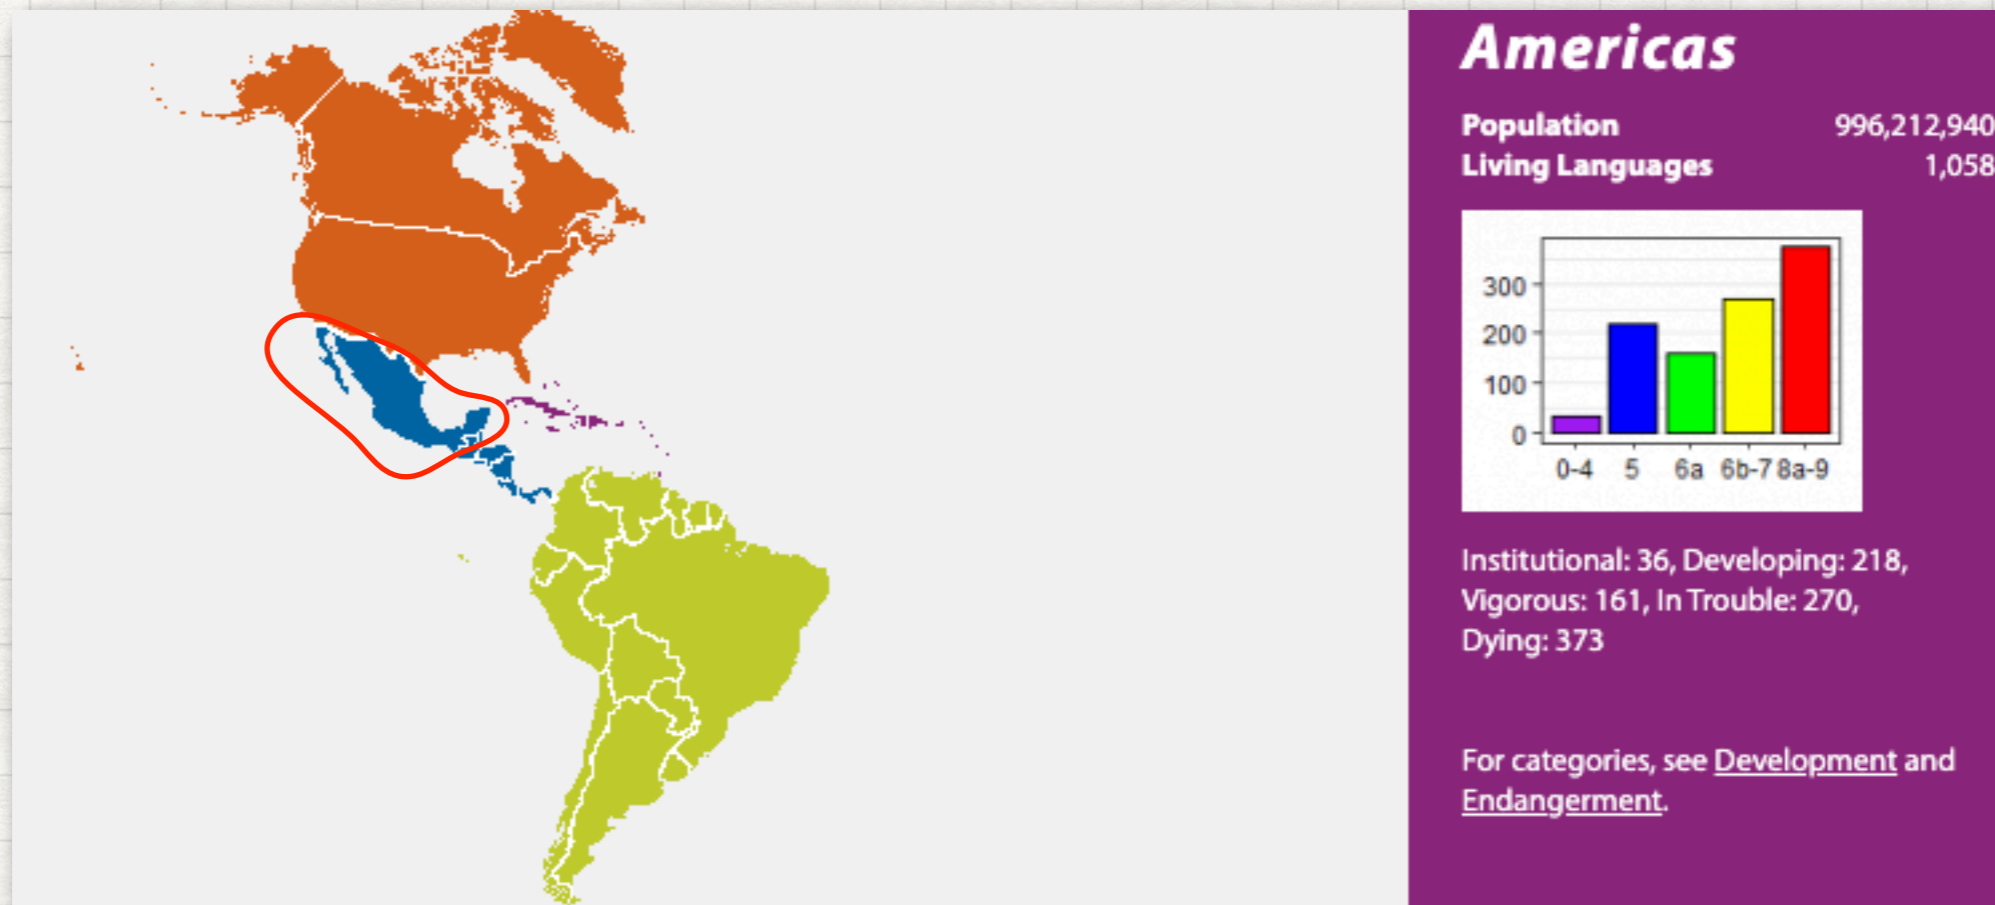 Americas
Population 996,212,940
Living Languages 1,058
300
200
100
0
0-4 5 6a 6b-7 8a-9
Institutional: 36, Developing: 218,
Vigorous: 161, In Trouble: 270,
Dying: 373
For categories, see Development and
Endangerment.